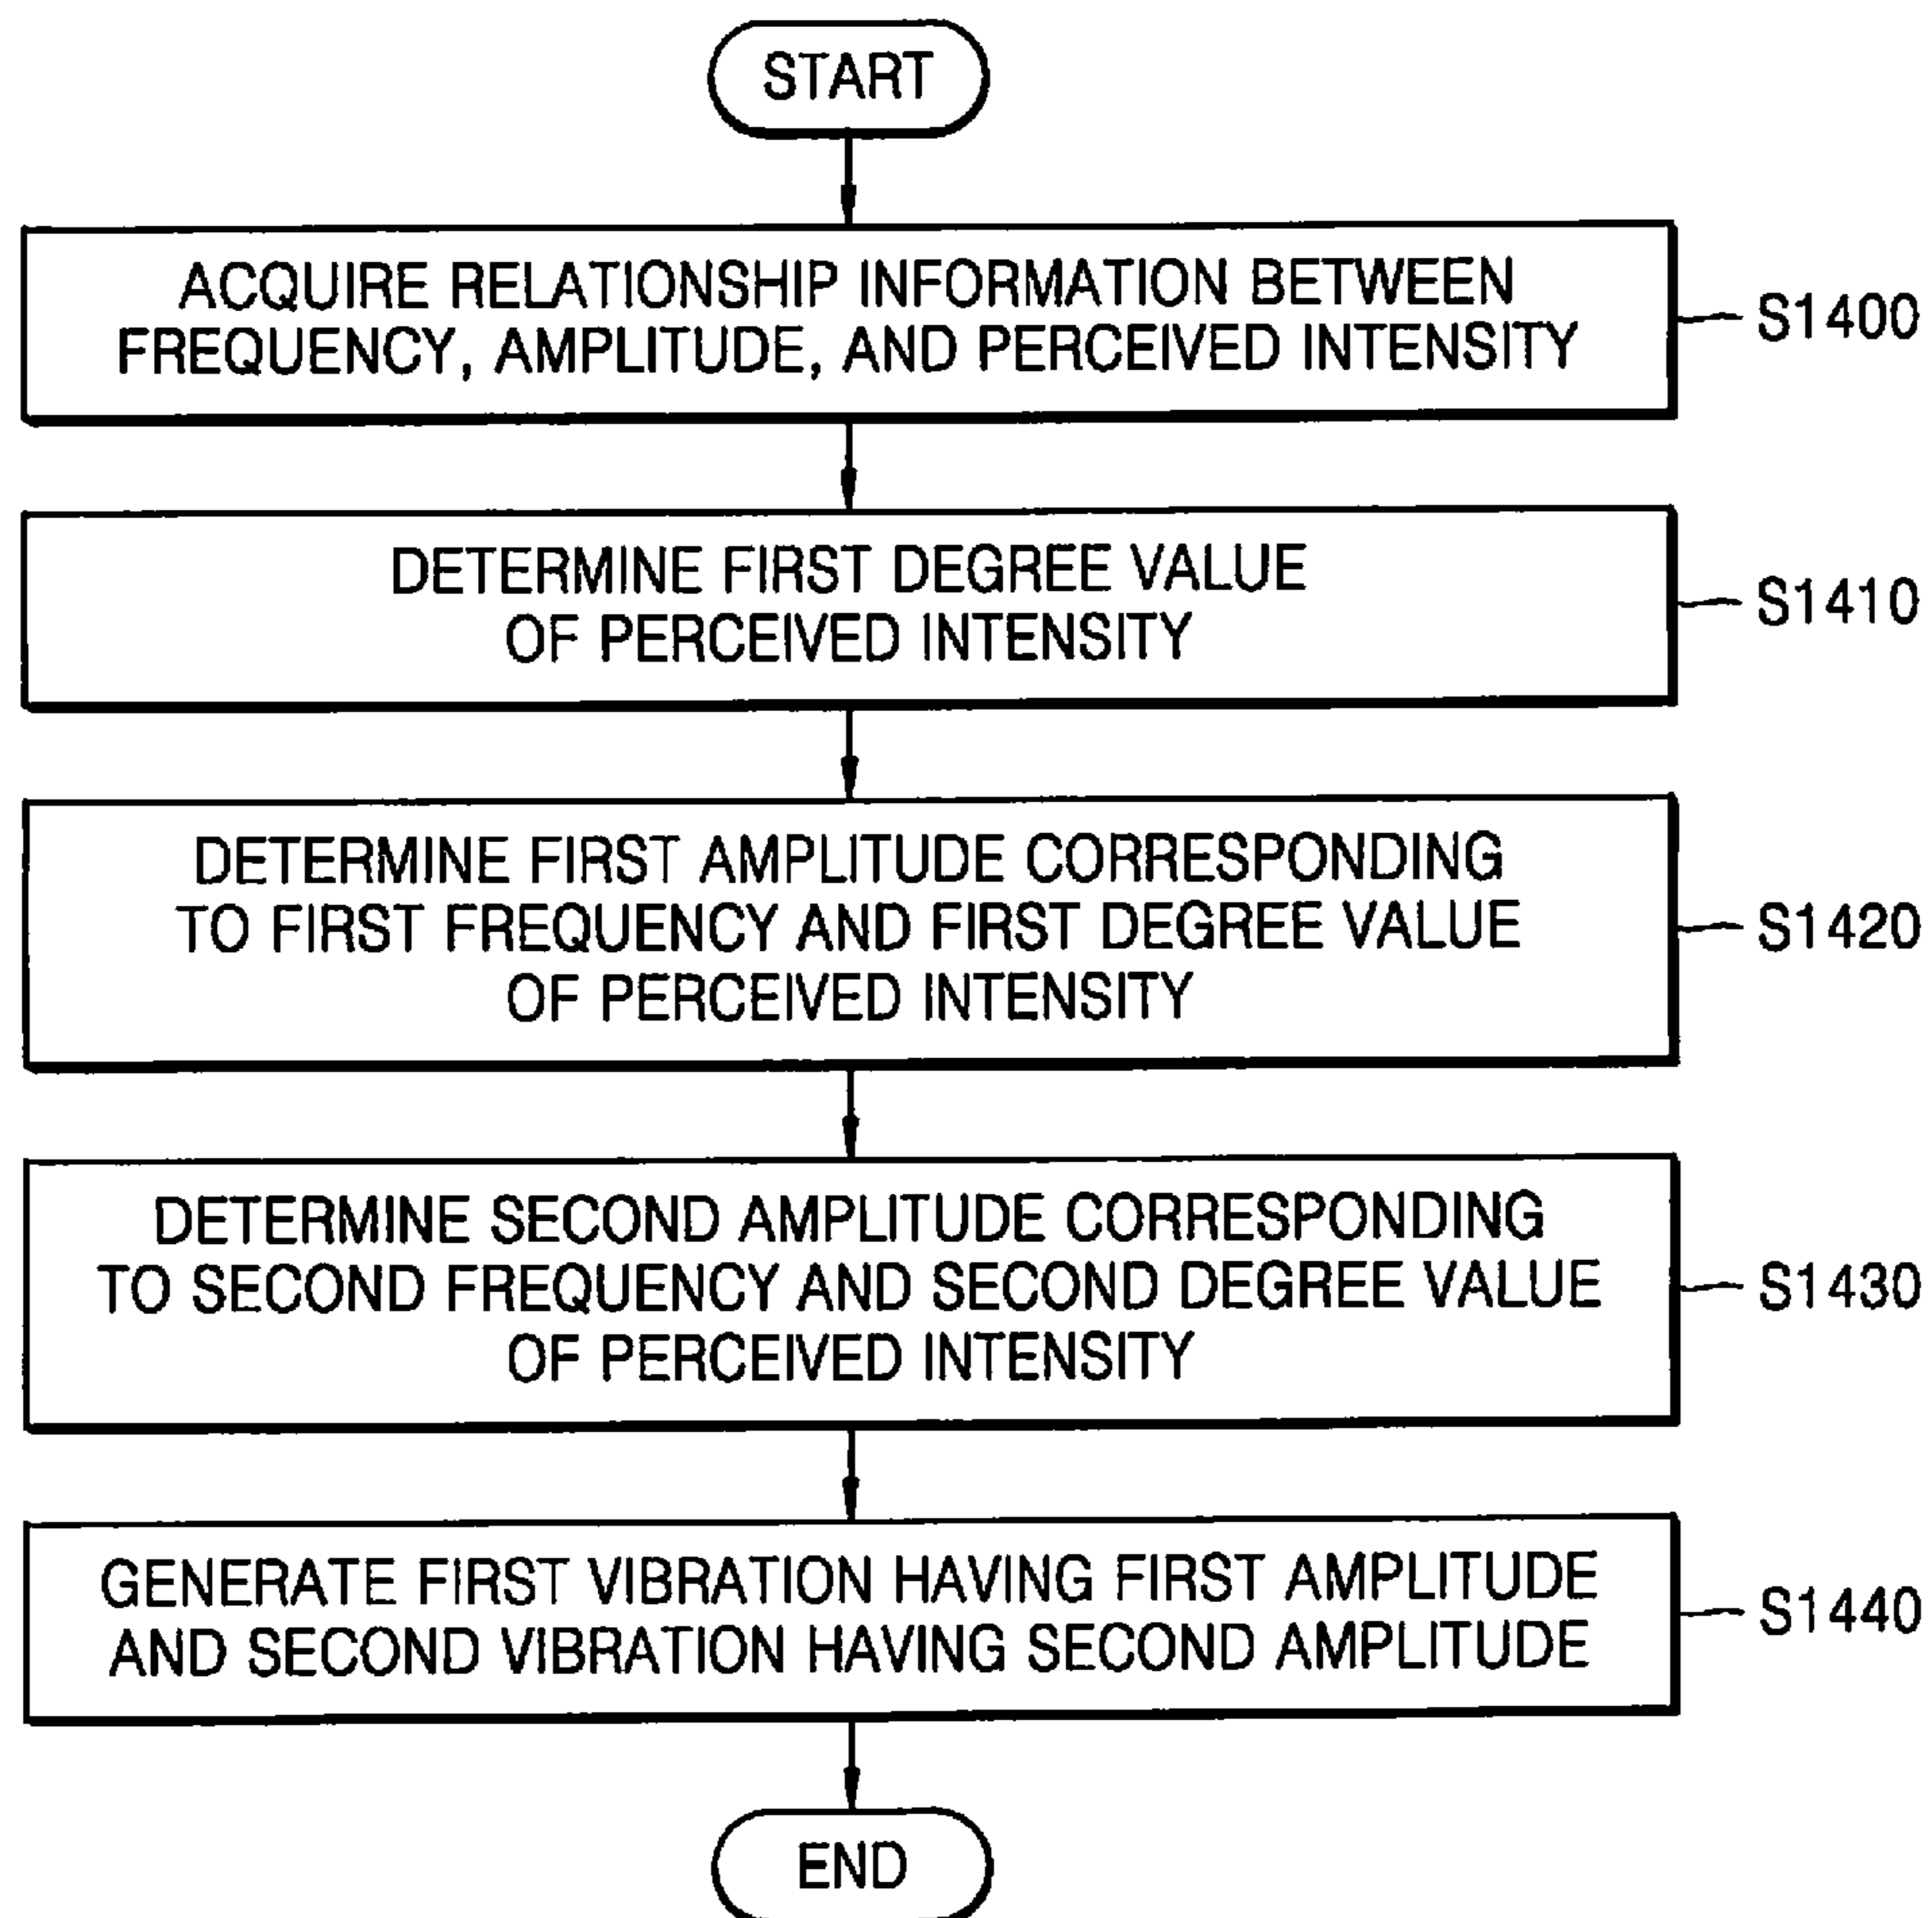 START
ACQUIRE RELATIONSHIP INFORMATION BETWEEN
FREQUENCY, AMPLITUDE, AND PERCEIVED INTENSITY
S1400
DETERMINE FIRST DEGREE VALUE
OF PERCEIVED INTENSITY
S1410
DETERMINE FIRST AMPLITUDE CORRESPONDING
TO FIRST FREQUENCY AND FIRST DEGREE VALUE
OF PERCEIVED INTENSITY
S1420
DETERMINE SECOND AMPLITUDE CORRESPONDING
TO SECOND FREQUENCY AND SECOND DEGREE VALUE
OF PERCEIVED INTENSITY
S1430
GENERATE FIRST VIBRATION HAVING FIRST AMPLITUDE
AND SECOND VIBRATION HAVING SECOND AMPLITUDE
S1440
END